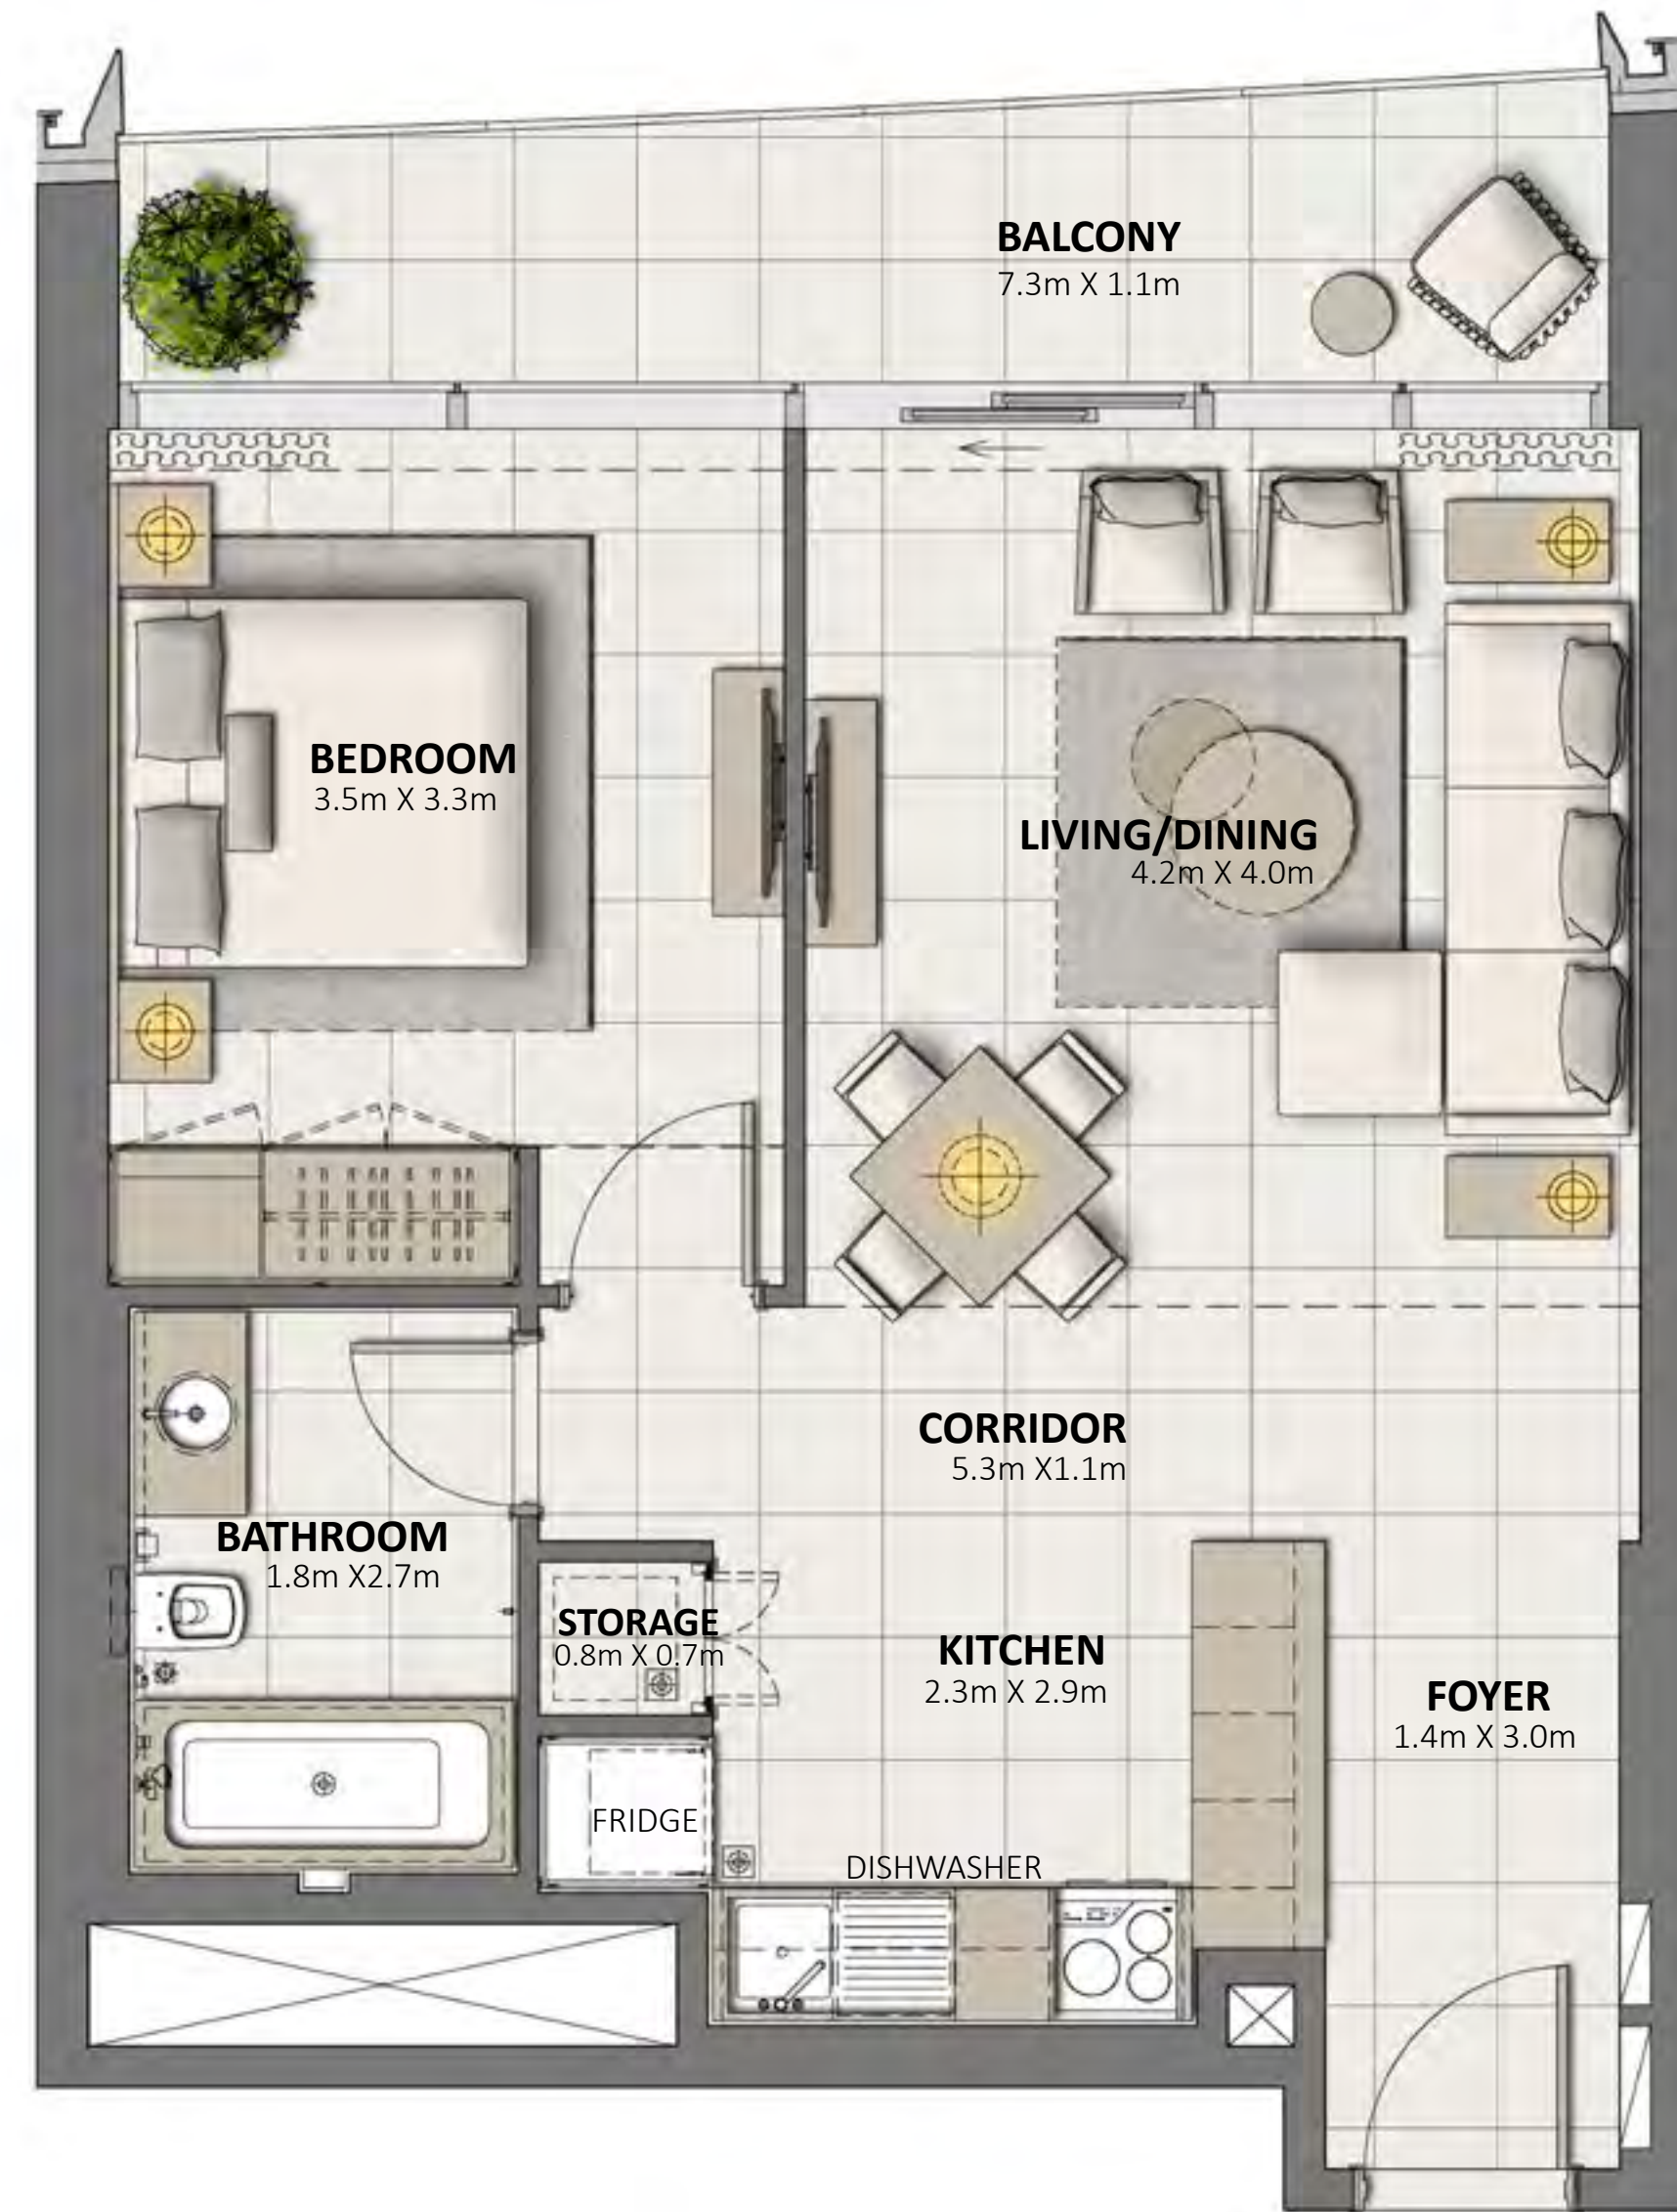 BALCONY
7.3m X 1.1m
BEDROOM
3.5m X 3.3m
LIVING/DINING
4.2m X 4.0m
CORRIDOR
5.3m X1.1m
BATHROOM
1.8m X2.7m
STORAGE
0.8m X 0.7m
KITCHEN
2.3m X 2.9m
FOYER
1.4m X 3.0m
FRIDGE
DISHWASHER